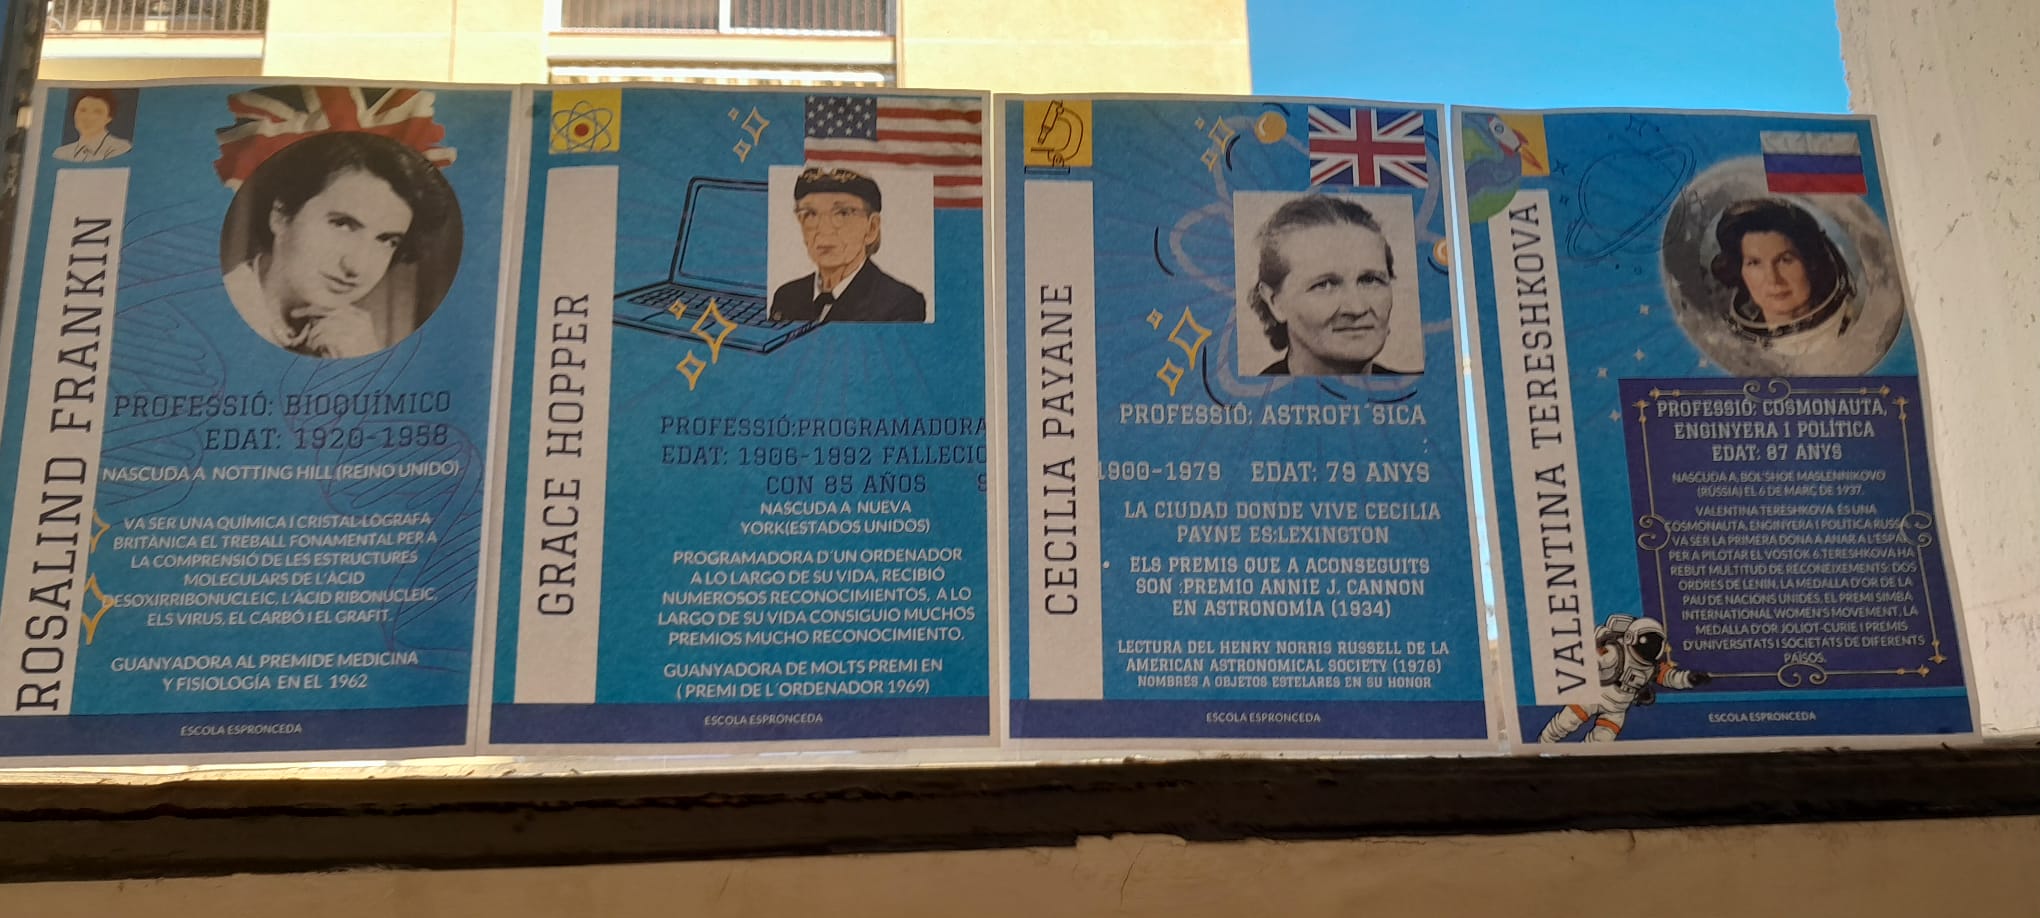 ROSALIND FRANKIN
PROFESSIÓ: BIOQUÍMICO
EDAT: 1920-1958
NASCUDA A NOTTING HILL (REINO UNIDO)
VA SER UNA QUÍMICA I CRISTAL·LÒGRAFA
BRITÀNICA EL TREBALL FONAMENTAL PER A
LA COMPRENSIÓ DE LES ESTRUCTURES
MOLECULARS DE L'ÀCID
DESOXIRRIBONUCLEIC, L'ÀCID RIBONUCLEIC,
ELS VIRUS, EL CARBÓ I EL GRAFIT.
GUANYADORA AL PREMIDE MEDICINA
Y FISIOLOGÍA EN EL 1962
ESCOLA ESPRONCEDA
GRACE HOPPER
PROFESSIÓ:PROGRAMADORA
EDAT: 1906-1992 FALLECIO
CON 85 AÑOS
NASCUDA A NUEVA
YORK(ESTADOS UNIDOS)
PROGRAMADORA D'UN ORDENADOR
A LO LARGO DE SU VIDA, RECIBIÓ
NUMEROSOS RECONOCIMIENTOS, A LO
LARGO DE SU VIDA CONSIGUIO MUCHOS
PREMIOS MUCHO RECONOCIMIENTO.
GUANYADORA DE MOLTS PREMI EN
( PREMI DE L'ORDENADOR 1969)
ESCOLA ESPRONCEDA
CECILIA PAYANE
PROFESSIÓ: ASTROFI´SICA
1900-1979 EDAT: 79 ANYS
LA CIUDAD DONDE VIVE CECILIA
PAYNE ES:LEXINGTON
• ELS PREMIS QUE A ACONSEGUITS
SON :PREMIO ANNIE J. CANNON
EN ASTRONOMÍA (1934)
LECTURA DEL HENRY NORRIS RUSSELL DE LA
AMERICAN ASTRONOMICAL SOCIETY (1976)
NOMBRES A OBJETOS ESTELARES EN SU HONOR
ESCOLA ESPRONCEDA
VALENTINA TERESHKOVA
PROFESSIÓ: COSMONAUTA,
ENGINYERA I POLÍTICA
EDAT: 87 ANYS
NASCUDA A, BOL'SHOE MASLENNIKOVO
(RÚSSIA) EL 6 DE MARÇ DE 1937.
VALENTINA TERESHKOVA ÉS UNA
COSMONAUTA, ENGINYERA I POLÍTICA RUSSA,
VA SER LA PRIMERA DONA A ANAR A L'ESPAI
PER A PILOTAR EL VOSTOK 6. TERESHKOVA HA
REBUT MULTITUD DE RECONEIXEMENTS: DOS
ORDRES DE LENIN, LA MEDALLA D'OR DE LA
PAU DE NACIONS UNIDES, EL PREMI SIMBA
INTERNATIONAL WOMEN'S MOVEMENT, LA
MEDALLA D'OR JOLIOT-CURIE I PREMIS
D'UNIVERSITATS I SOCIETATS DE DIFERENTS
PAÏSOS.
ESCOLA ESPRONCEDA